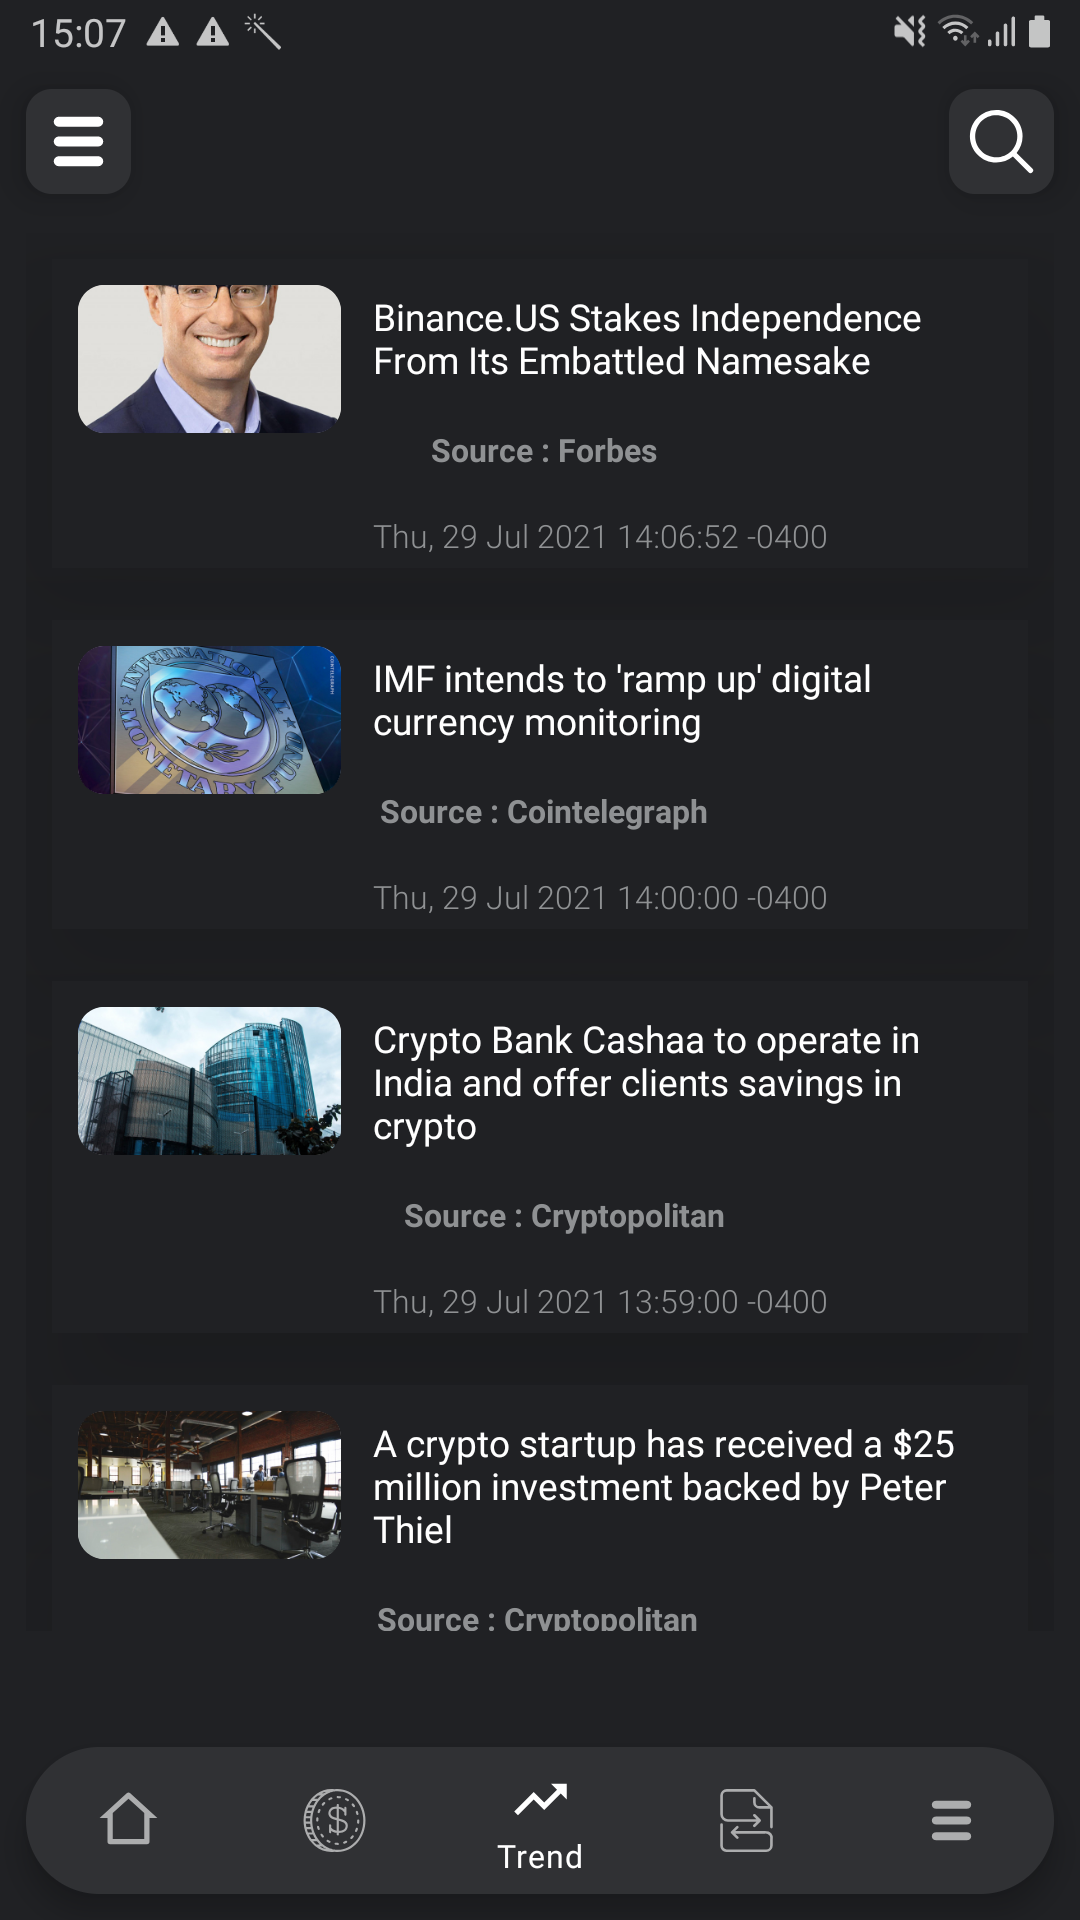 15:07
Binance.US Stakes Independence
From Its Embattled Namesake
Source : Forbes
Thu, 29 Jul 2021 14:06:52 -0400
INTERNATIONAL
MONETARY FUND
COINTELEGRAPH
IMF intends to 'ramp up' digital
currency monitoring
Source : Cointelegraph
Thu, 29 Jul 2021 14:00:00 -0400
Crypto Bank Cashaa to operate in
India and offer clients savings in
crypto
Source : Cryptopolitan
Thu, 29 Jul 2021 13:59:00 -0400
A crypto startup has received a $25
million investment backed by Peter
Thiel
Source : Cryptopolitan
$
Trend